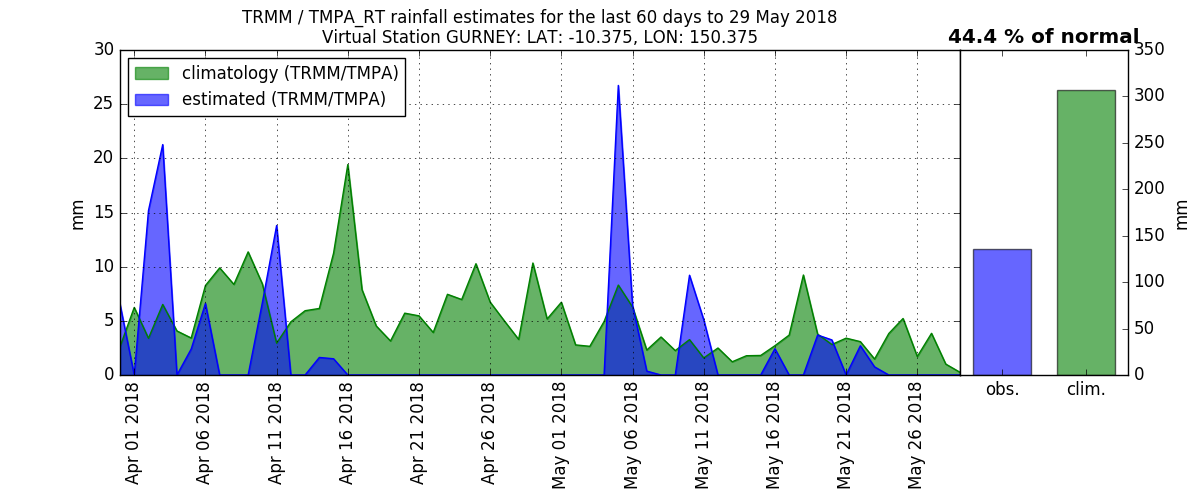 TRMM / TMPA_RT rainfall estimates for the last 60 days to 29 May 2018
Virtual Station GURNEY: LAT: -10.375, LON: 150.375
44.4 % of normal
climatology (TRMM/TMPA)
estimated (TRMM/TMPA)
30
25
20
15
10
5
0
mm
Apr 01 2018
Apr 06 2018
Apr 11 2018
Apr 16 2018
Apr 21 2018
Apr 26 2018
May 01 2018
May 06 2018
May 11 2018
May 16 2018
May 21 2018
May 26 2018
obs.
clim.
350
300
250
200
150
100
50
0
mm